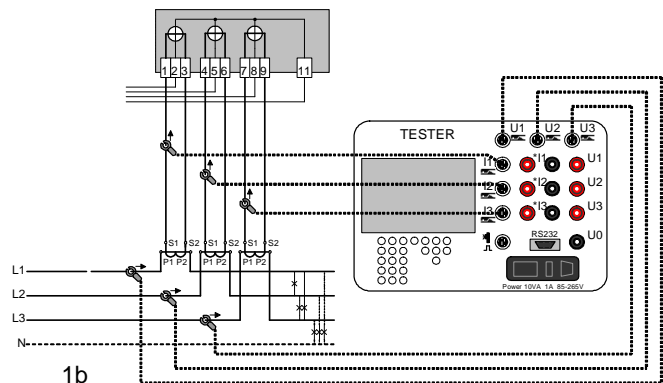 1 2 3 4 5 6 7 8 9 11
TESTER
U1 U2 U3
I1 *I1 U1
I2 *I2 U2
I3 *I3 U3
RS232 U0
Power 10VA 1A 85-265V
S1 S2 S1 S2 S1 S2
P1 P2 P1 P2 P1 P2
L1
L2
L3
N
1b